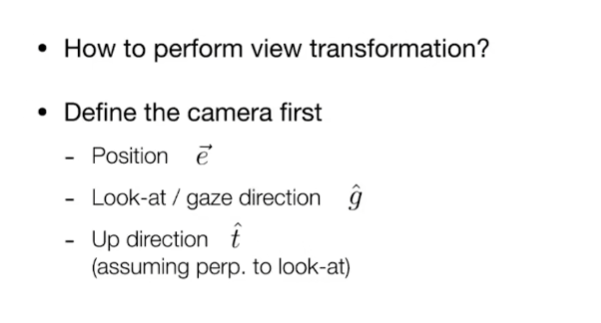 • How to perform view transformation?
• Define the camera first
- Position $\vec{e}$
- Look-at / gaze direction $\hat{g}$
- Up direction $\hat{t}$
(assuming perp. to look-at)